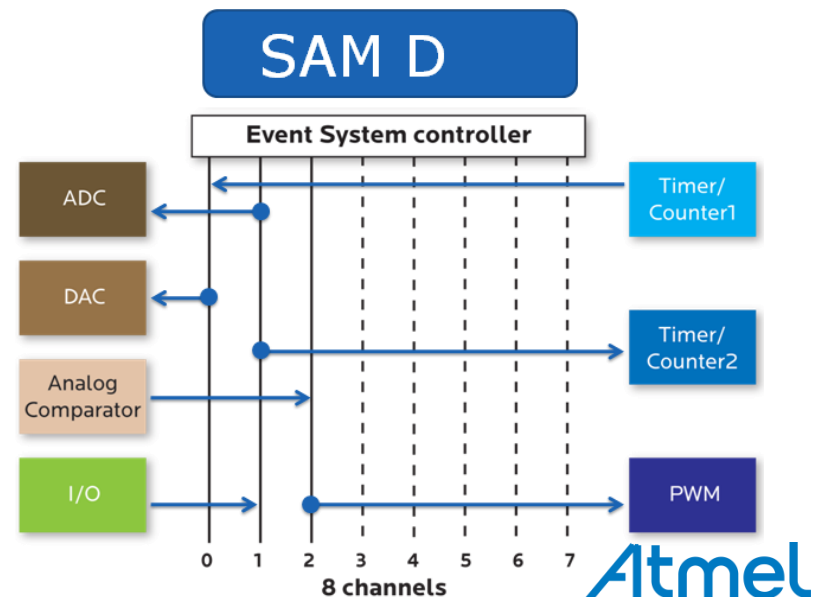 SAM D
Event System controller
ADC
Timer/
Counter1
DAC
Timer/
Counter2
Analog
Comparator
I/O
PWM
0 1 2 3 4 5 6 7
8 channels
Atmel